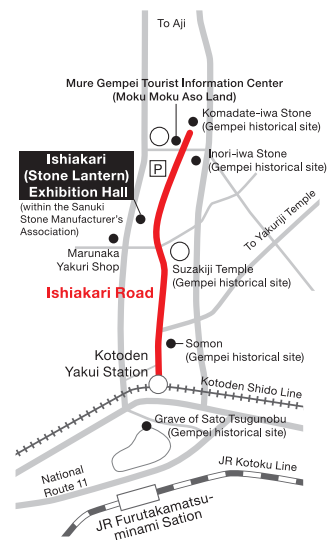 To Aji
Mure Gempei Tourist Information Center
(Moku Moku Aso Land)
Komadate-iwa Stone
(Gempei historical site)
P
Inori-iwa Stone
(Gempei historical site)
Ishiakari
(Stone Lantern)
Exhibition Hall
(within the Sanuki
Stone Manufacturer's
Association)
To Yakuriji Temple
Marunaka
Yakuri Shop
Suzakiji Temple
(Gempei historical site)
Ishiakari Road
Somon
(Gempei historical site)
Kotoden
Yakui Station
Kotoden Shido Line
Grave of Sato Tsugunobu
(Gempei historical site)
National
Route 11
JR Kotoku Line
JR Furutakamatsu-
minami Sation